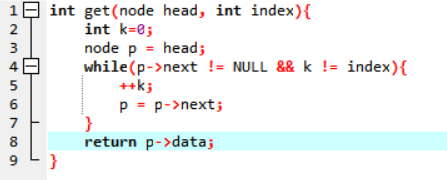 1 int get(node head, int index){
2 int k=0;
3 node p = head;
4 while(p->next != NULL && k != index){
5 ++k;
6 p = p->next;
7 }
8 return p->data;
9 }